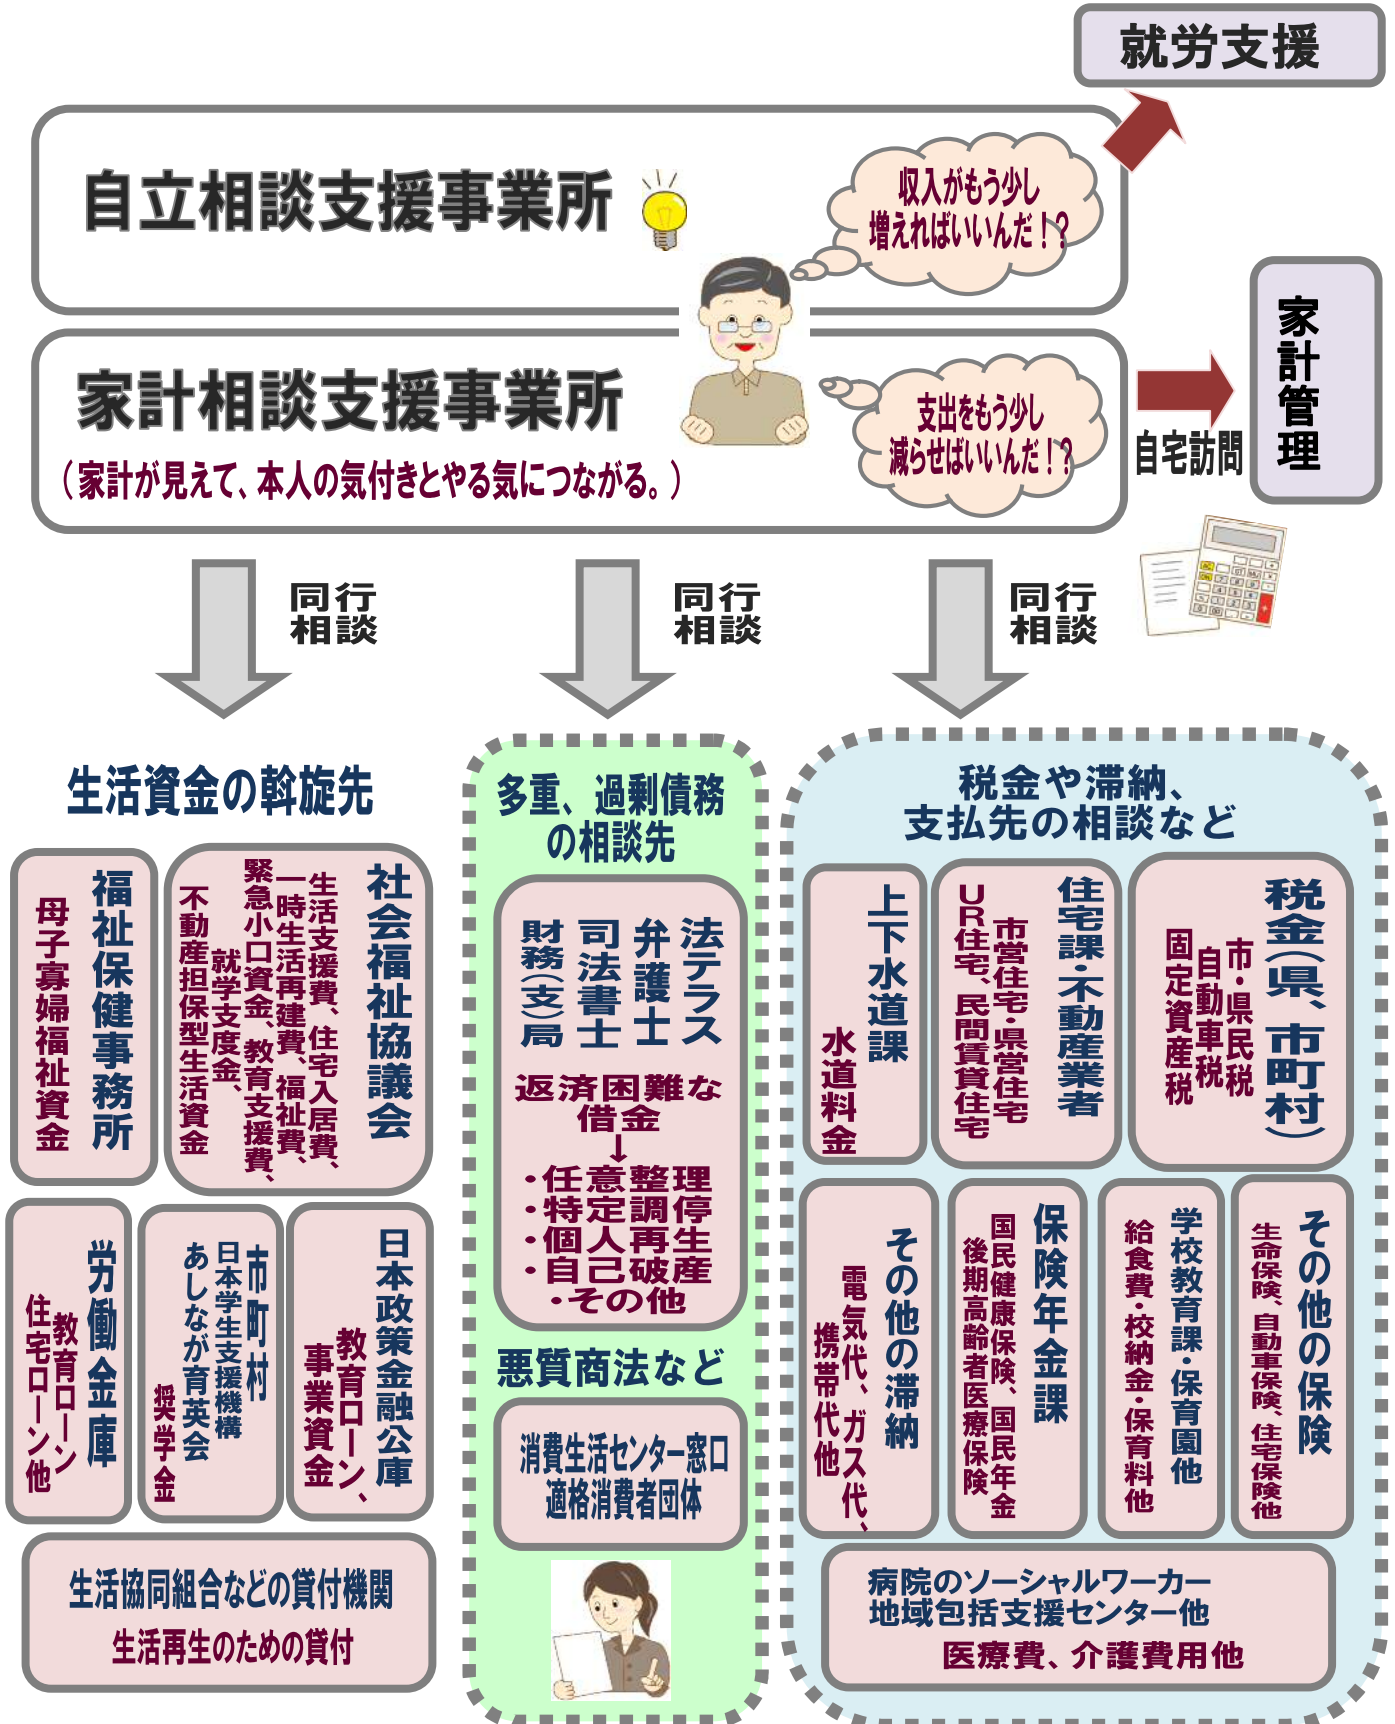 就労支援
自立相談支援事業所
収入がもう少し
増えればいいんだ！？
家計相談支援事業所
（家計が見えて、本人の気付きとやる気につながる。）
支出をもう少し
減らせばいいんだ！？
自宅訪問
家計管理
同行
相談
同行
相談
同行
相談
生活資金の斡旋先
社会福祉協議会
生活支援費、住宅入居費、
一時生活再建費、福祉費、
緊急小口資金、教育支援費、
就学支度金、
不動産担保型生活資金
福祉保健事務所
母子寡婦福祉資金
日本政策金融公庫
教育ローン、
事業資金
市町村
日本学生支援機構
あしなが育英会
奨学金
労働金庫
教育ローン
住宅ローン他
生活協同組合などの貸付機関
生活再生のための貸付
多重、過剰債務
の相談先
法テラス
弁護士
司法書士
財務（支）局
返済困難な
借金
↓
・任意整理
・特定調停
・個人再生
・自己破産
・その他
悪質商法など
消費生活センター窓口
適格消費者団体
税金や滞納、
支払先の相談など
税金（県、市町村）
市・県民税
自動車税
固定資産税
住宅課・不動産業者
市営住宅・県営住宅
UR住宅、民間賃貸住宅
上下水道課
水道料金
その他の保険
生命保険、自動車保険、住宅保険他
学校教育課・保育園他
給食費・校納金・保育料他
保険年金課
国民健康保険、国民年金
後期高齢者医療保険
その他の滞納
電気代、ガス代、
携帯代他
病院のソーシャルワーカー
地域包括支援センター他
医療費、介護費用他